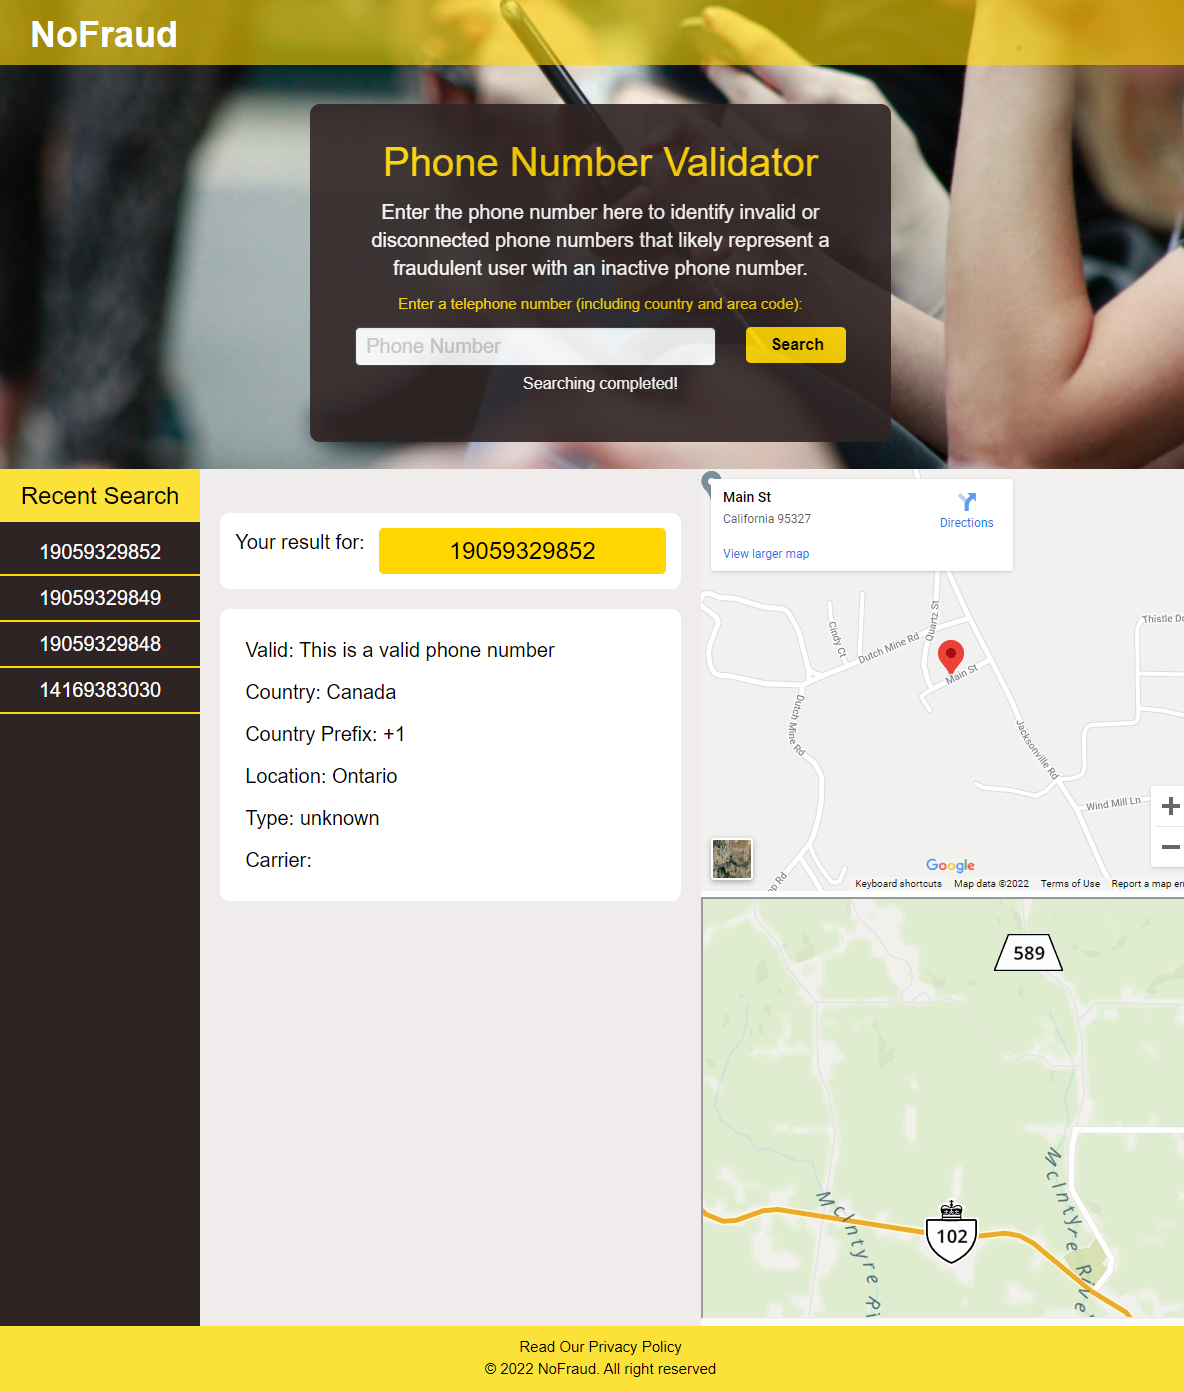 NoFraud
Phone Number Validator
Enter the phone number here to identify invalid or
disconnected phone numbers that likely represent a
fraudulent user with an inactive phone number.
Enter a telephone number (including country and area code):
Phone Number
Search
Searching completed!
Recent Search
19059329852
19059329849
19059329848
14169383030
Your result for:
19059329852
Valid: This is a valid phone number
Country: Canada
Country Prefix: +1
Location: Ontario
Type: unknown
Carrier:
Main St
California 95327
Directions
View larger map
Quartz St
Cindy Ct
Dutch Mine Rd
Thistle
Main St
Dutch Mine Rd
Jacksonville Rd
Wind Mill Ln
Rd
Google
Keyboard shortcuts
Map data ©2022
Terms of Use
Report a map
589
McIntyre River
McIntyre
102
Read Our Privacy Policy
© 2022 NoFraud. All right reserved